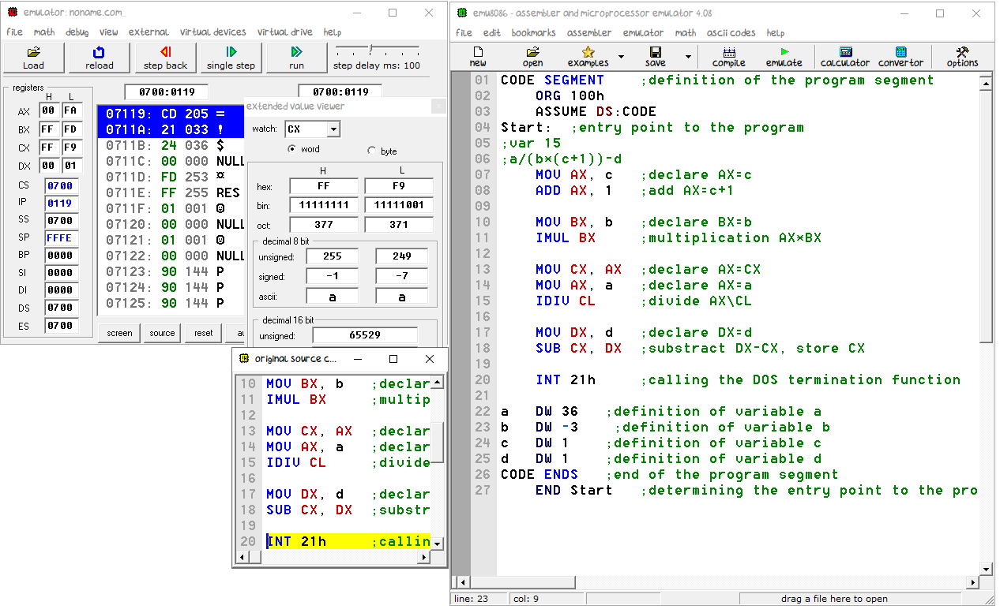 emulator: noname.com_
file math debug view external virtual devices virtual drive help
Load reload step back single step run step delay ms: 100
registers
H L
AX 00 FA
BX FF FD
CX FF F9
DX 00 01
CS 0700
IP 0119
SS 0700
SP FFFE
BP 0000
SI 0000
DI 0000
DS 0700
ES 0700
0700:0119 0700:0119
07119: CD 205 =
0711A: 21 033 !
0711B: 24 036 $
0711C: 00 000 NULL
0711D: FD 253 ¤
0711E: FF 255 RES
0711F: 01 001 ☺
07120: 00 000 NULL
07121: 01 001 ☺
07122: 00 000 NULL
07123: 90 144 P
07124: 90 144 P
07125: 90 144 P
screen source reset
extended value viewer
watch: CX
word byte
H L
hex: FF F9
bin: 11111111 11111001
oct: 377 371
decimal 8 bit
unsigned: 255 249
signed: -1 -7
ascii: a a
decimal 16 bit
unsigned: 65529
original source c...
10 MOV BX, b ;declar
11 IMUL BX ;multip
12
13 MOV CX, AX ;declar
14 MOV AX, a ;declar
15 IDIV CL ;divide
16
17 MOV DX, d ;declar
18 SUB CX, DX ;substr
19
20 INT 21h ;callin
emu8086 - assembler and microprocessor emulator 4.08
file edit bookmarks assembler emulator math ascii codes help
new open examples save compile emulate calculator convertor options
01 CODE SEGMENT ;definition of the program segment
02 ORG 100h
03 ASSUME DS:CODE
04 Start: ;entry point to the program
05 ;var 15
06 ;a/(b*(c+1))-d
07 MOV AX, c ;declare AX=c
08 ADD AX, 1 ;add AX=c+1
09
10 MOV BX, b ;declare BX=b
11 IMUL BX ;multiplication AX*BX
12
13 MOV CX, AX ;declare AX=CX
14 MOV AX, a ;declare AX=a
15 IDIV CL ;divide AX\CL
16
17 MOV DX, d ;declare DX=d
18 SUB CX, DX ;substract DX-CX, store CX
19
20 INT 21h ;calling the DOS termination function
21
22 a DW 36 ;definition of variable a
23 b DW -3 ;definition of variable b
24 c DW 1 ;definition of variable c
25 d DW 1 ;definition of variable d
26 CODE ENDS ;end of the program segment
27 END Start ;determining the entry point to the pro
line: 23 col: 9 drag a file here to open